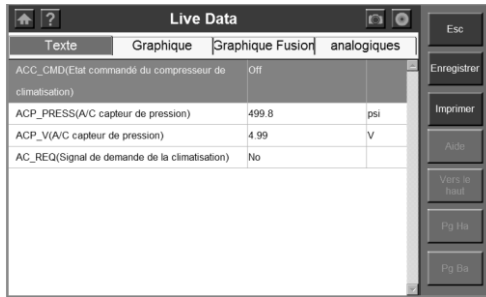 ?
Live Data
Texte
Graphique
Graphique Fusion
analogiques
ACC_CMD(Etat commandé du compresseur de climatisation)
Off
ACP_PRESS(A/C capteur de pression)
499.8
psi
ACP_V(A/C capteur de pression)
4.99
V
AC_REQ(Signal de demande de la climatisation)
No
Esc
Enregistrer
Imprimer
Aide
Vers le haut
Pg Ha
Pg Ba